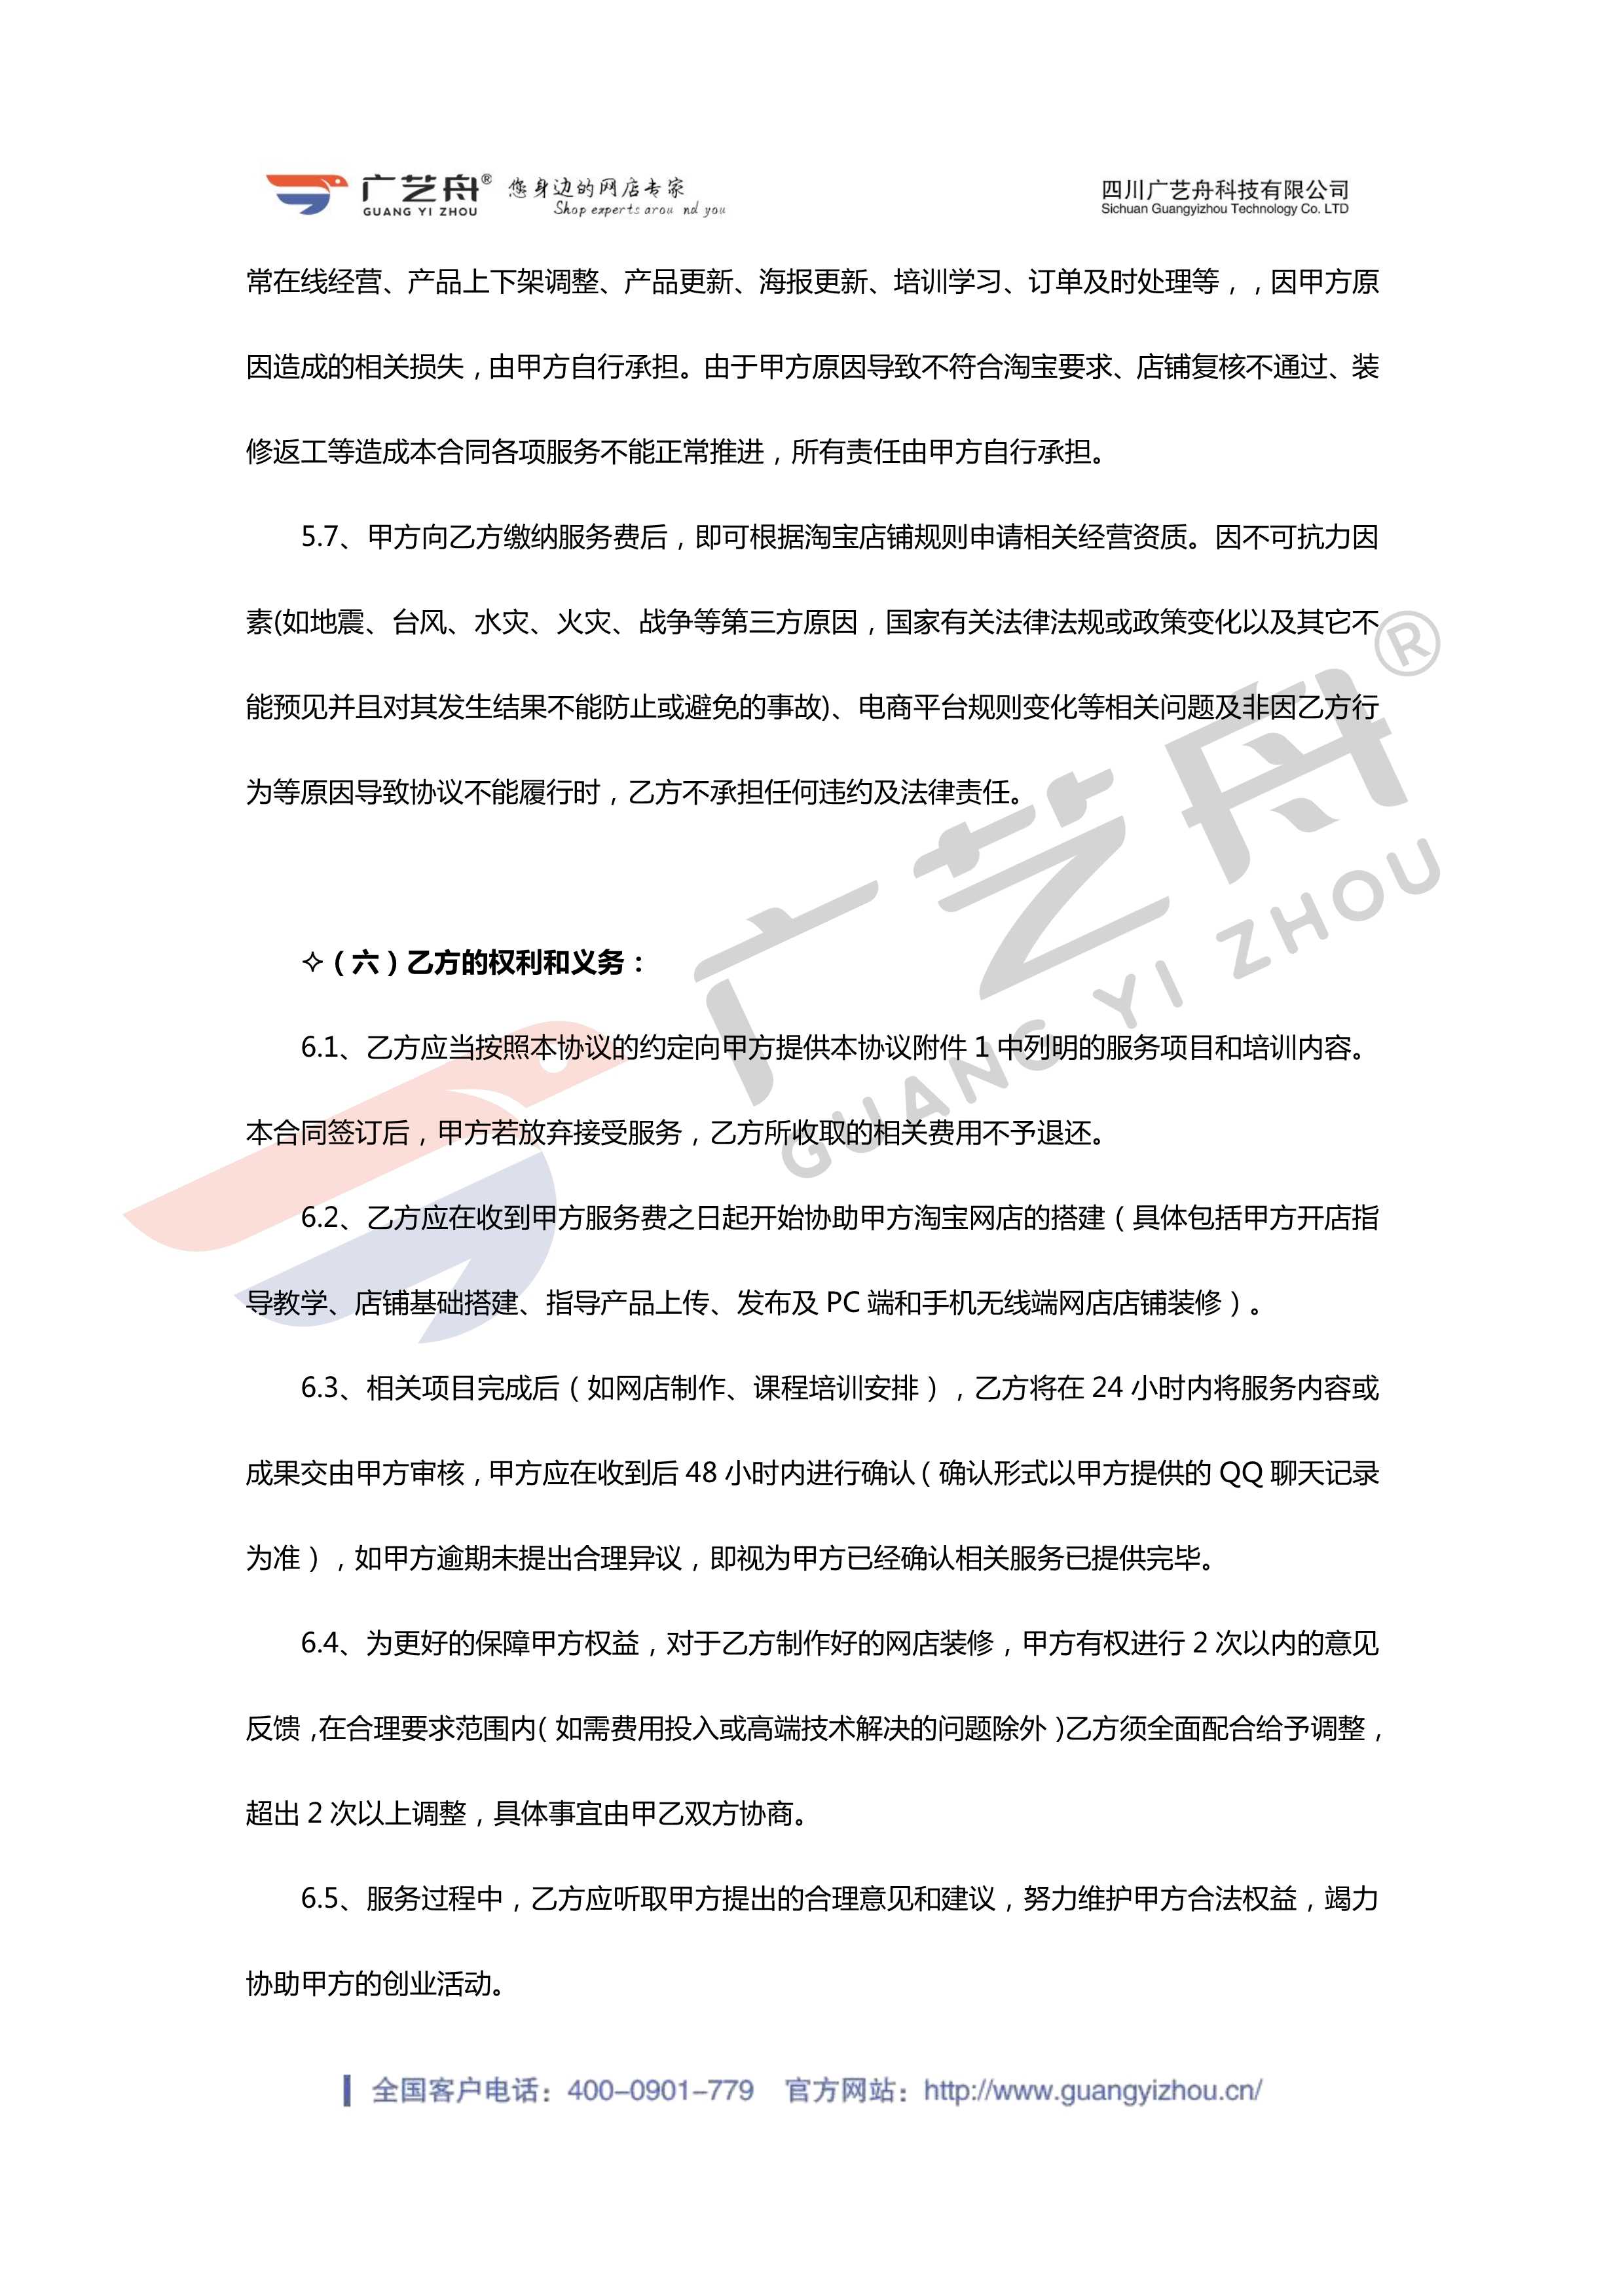 广艺舟® 您身边的网店专家 四川广艺舟科技有限公司
GUANG YI ZHOU Shop experts arou nd you Sichuan Guangyizhou Technology Co. LTD
常在线经营、产品上下架调整、产品更新、海报更新、培训学习、订单及时处理等，，因甲方原
因造成的相关损失，由甲方自行承担。由于甲方原因导致不符合淘宝要求、店铺复核不通过、装
修返工等造成本合同各项服务不能正常推进，所有责任由甲方自行承担。
5.7、甲方向乙方缴纳服务费后，即可根据淘宝店铺规则申请相关经营资质。因不可抗力因
素(如地震、台风、水灾、火灾、战争等第三方原因，国家有关法律法规或政策变化以及其它不
能预见并且对其发生结果不能防止或避免的事故)、电商平台规则变化等相关问题及非因乙方行
为等原因导致协议不能履行时，乙方不承担任何违约及法律责任。
✧（六）乙方的权利和义务：
6.1、乙方应当按照本协议的约定向甲方提供本协议附件 1 中列明的服务项目和培训内容。
本合同签订后，甲方若放弃接受服务，乙方所收取的相关费用不予退还。
6.2、乙方应在收到甲方服务费之日起开始协助甲方淘宝网店的搭建（具体包括甲方开店指
导教学、店铺基础搭建、指导产品上传、发布及 PC 端和手机无线端网店店铺装修）。
6.3、相关项目完成后（如网店制作、课程培训安排），乙方将在 24 小时内将服务内容或
成果交由甲方审核，甲方应在收到后 48 小时内进行确认（确认形式以甲方提供的 QQ 聊天记录
为准），如甲方逾期未提出合理异议，即视为甲方已经确认相关服务已提供完毕。
6.4、为更好的保障甲方权益，对于乙方制作好的网店装修，甲方有权进行 2 次以内的意见
反馈，在合理要求范围内（如需费用投入或高端技术解决的问题除外）乙方须全面配合给予调整，
超出 2 次以上调整，具体事宜由甲乙双方协商。
6.5、服务过程中，乙方应听取甲方提出的合理意见和建议，努力维护甲方合法权益，竭力
协助甲方的创业活动。
广艺舟®
GUANG YI ZHOU
全国客户电话：400-0901-779 官方网站：http://www.guangyizhou.cn/